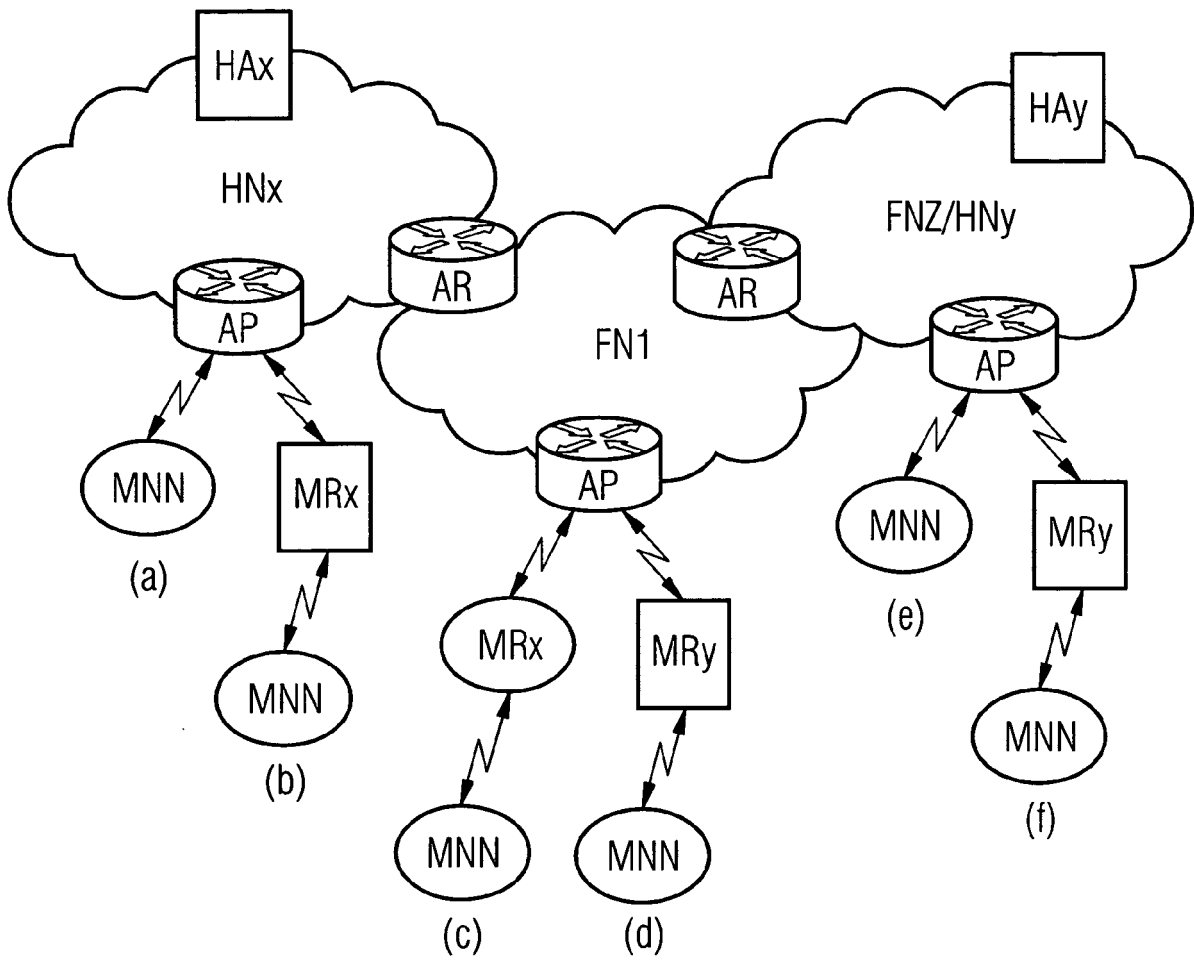 HAx
HAy
HNx
FNZ/HNy
AR
AR
AP
FN1
AP
AP
MNN
MRx
MNN
MRy
(a)
(e)
MRx
MRy
MNN
MNN
(b)
(f)
MNN
MNN
(c)
(d)